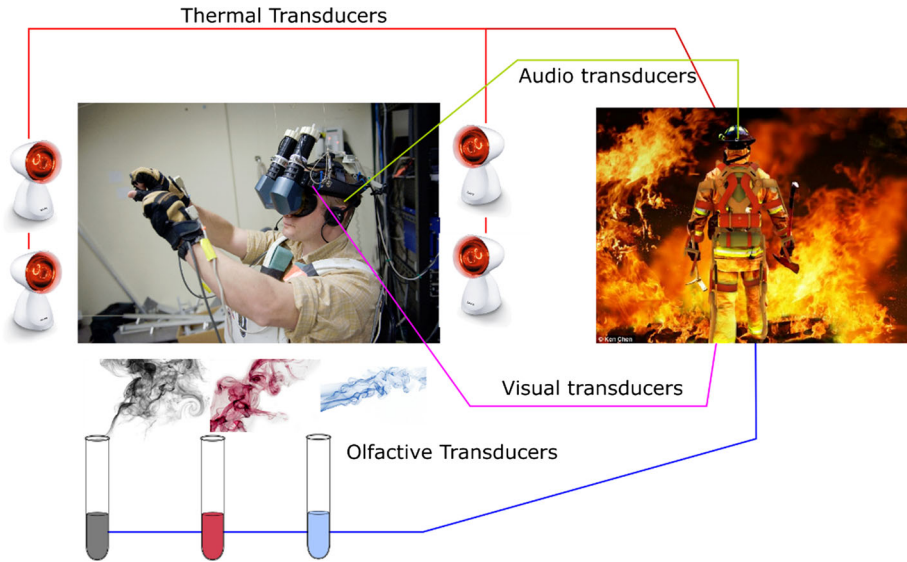 Thermal Transducers
Audio transducers
© Ken Chen
Visual transducers
Olfactive Transducers